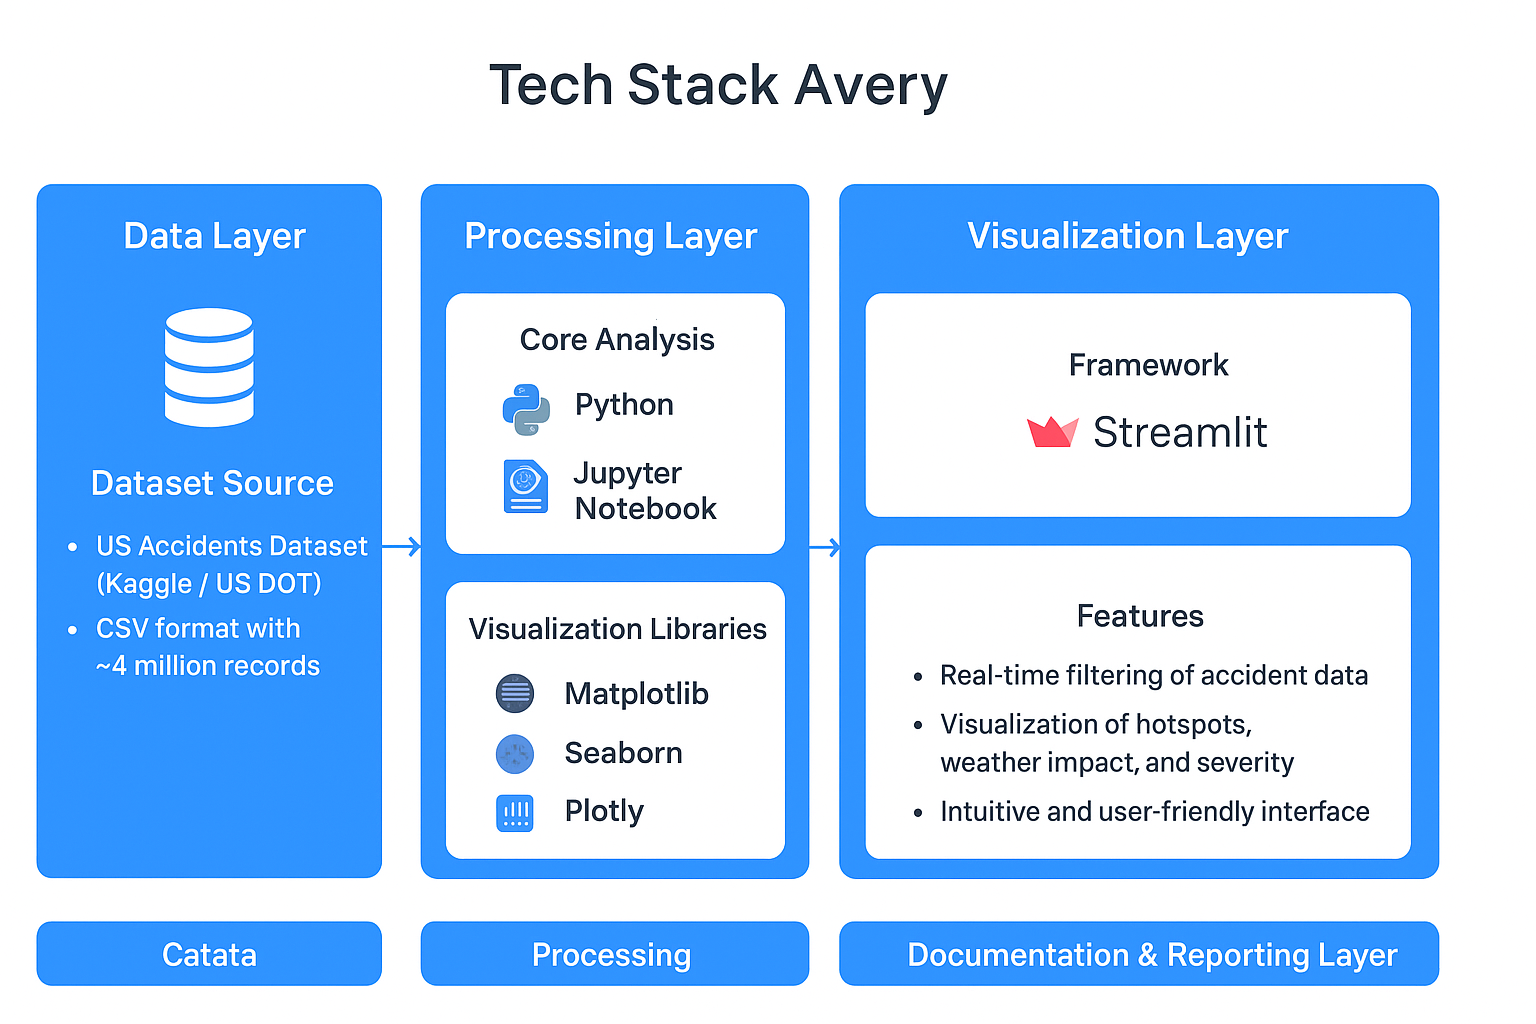 Tech Stack Avery
Data Layer
Dataset Source
• US Accidents Dataset
(Kaggle / US DOT)
• CSV format with
~4 million records
Processing Layer
Core Analysis
Python
Jupyter
Notebook
Visualization Libraries
Matplotlib
Seaborn
Plotly
Visualization Layer
Framework
Streamlit
Features
• Real-time filtering of accident data
• Visualization of hotspots,
weather impact, and severity
• Intuitive and user-friendly interface
Catata
Processing
Documentation & Reporting Layer